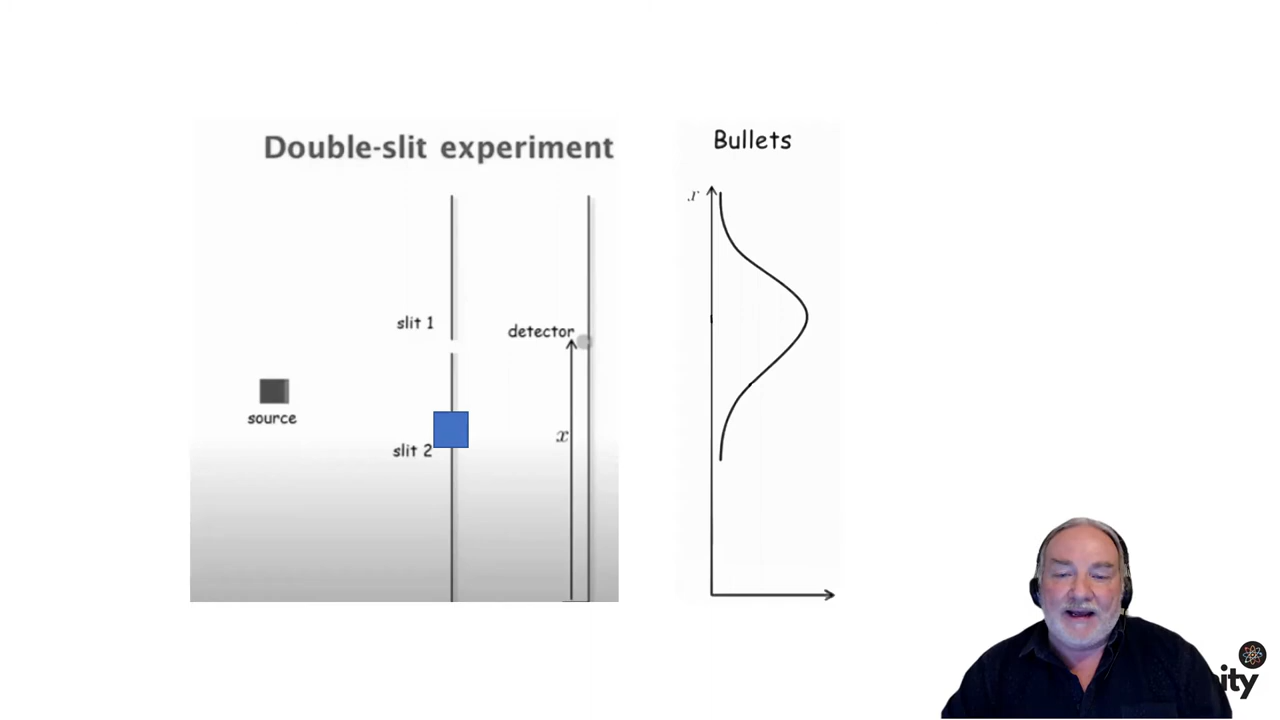 Double-slit experiment
slit 1
detector
source
x
slit 2
Bullets
x